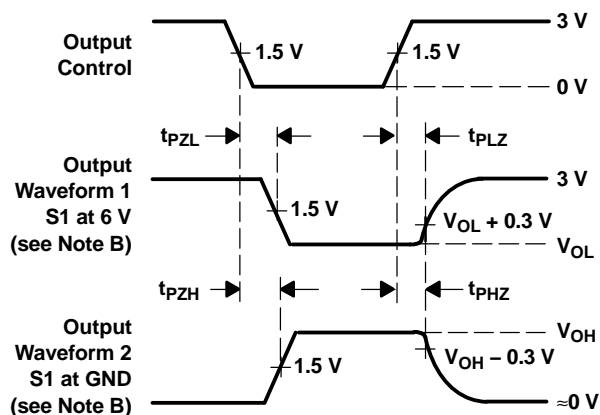 Output
Control
1.5 V
1.5 V
3 V
0 V
tPZL
tPLZ
Output
Waveform 1
S1 at 6 V
(see Note B)
1.5 V
3 V
VOL + 0.3 V
VOL
tPZH
tPHZ
Output
Waveform 2
S1 at GND
(see Note B)
1.5 V
VOH
VOH − 0.3 V
≈0 V